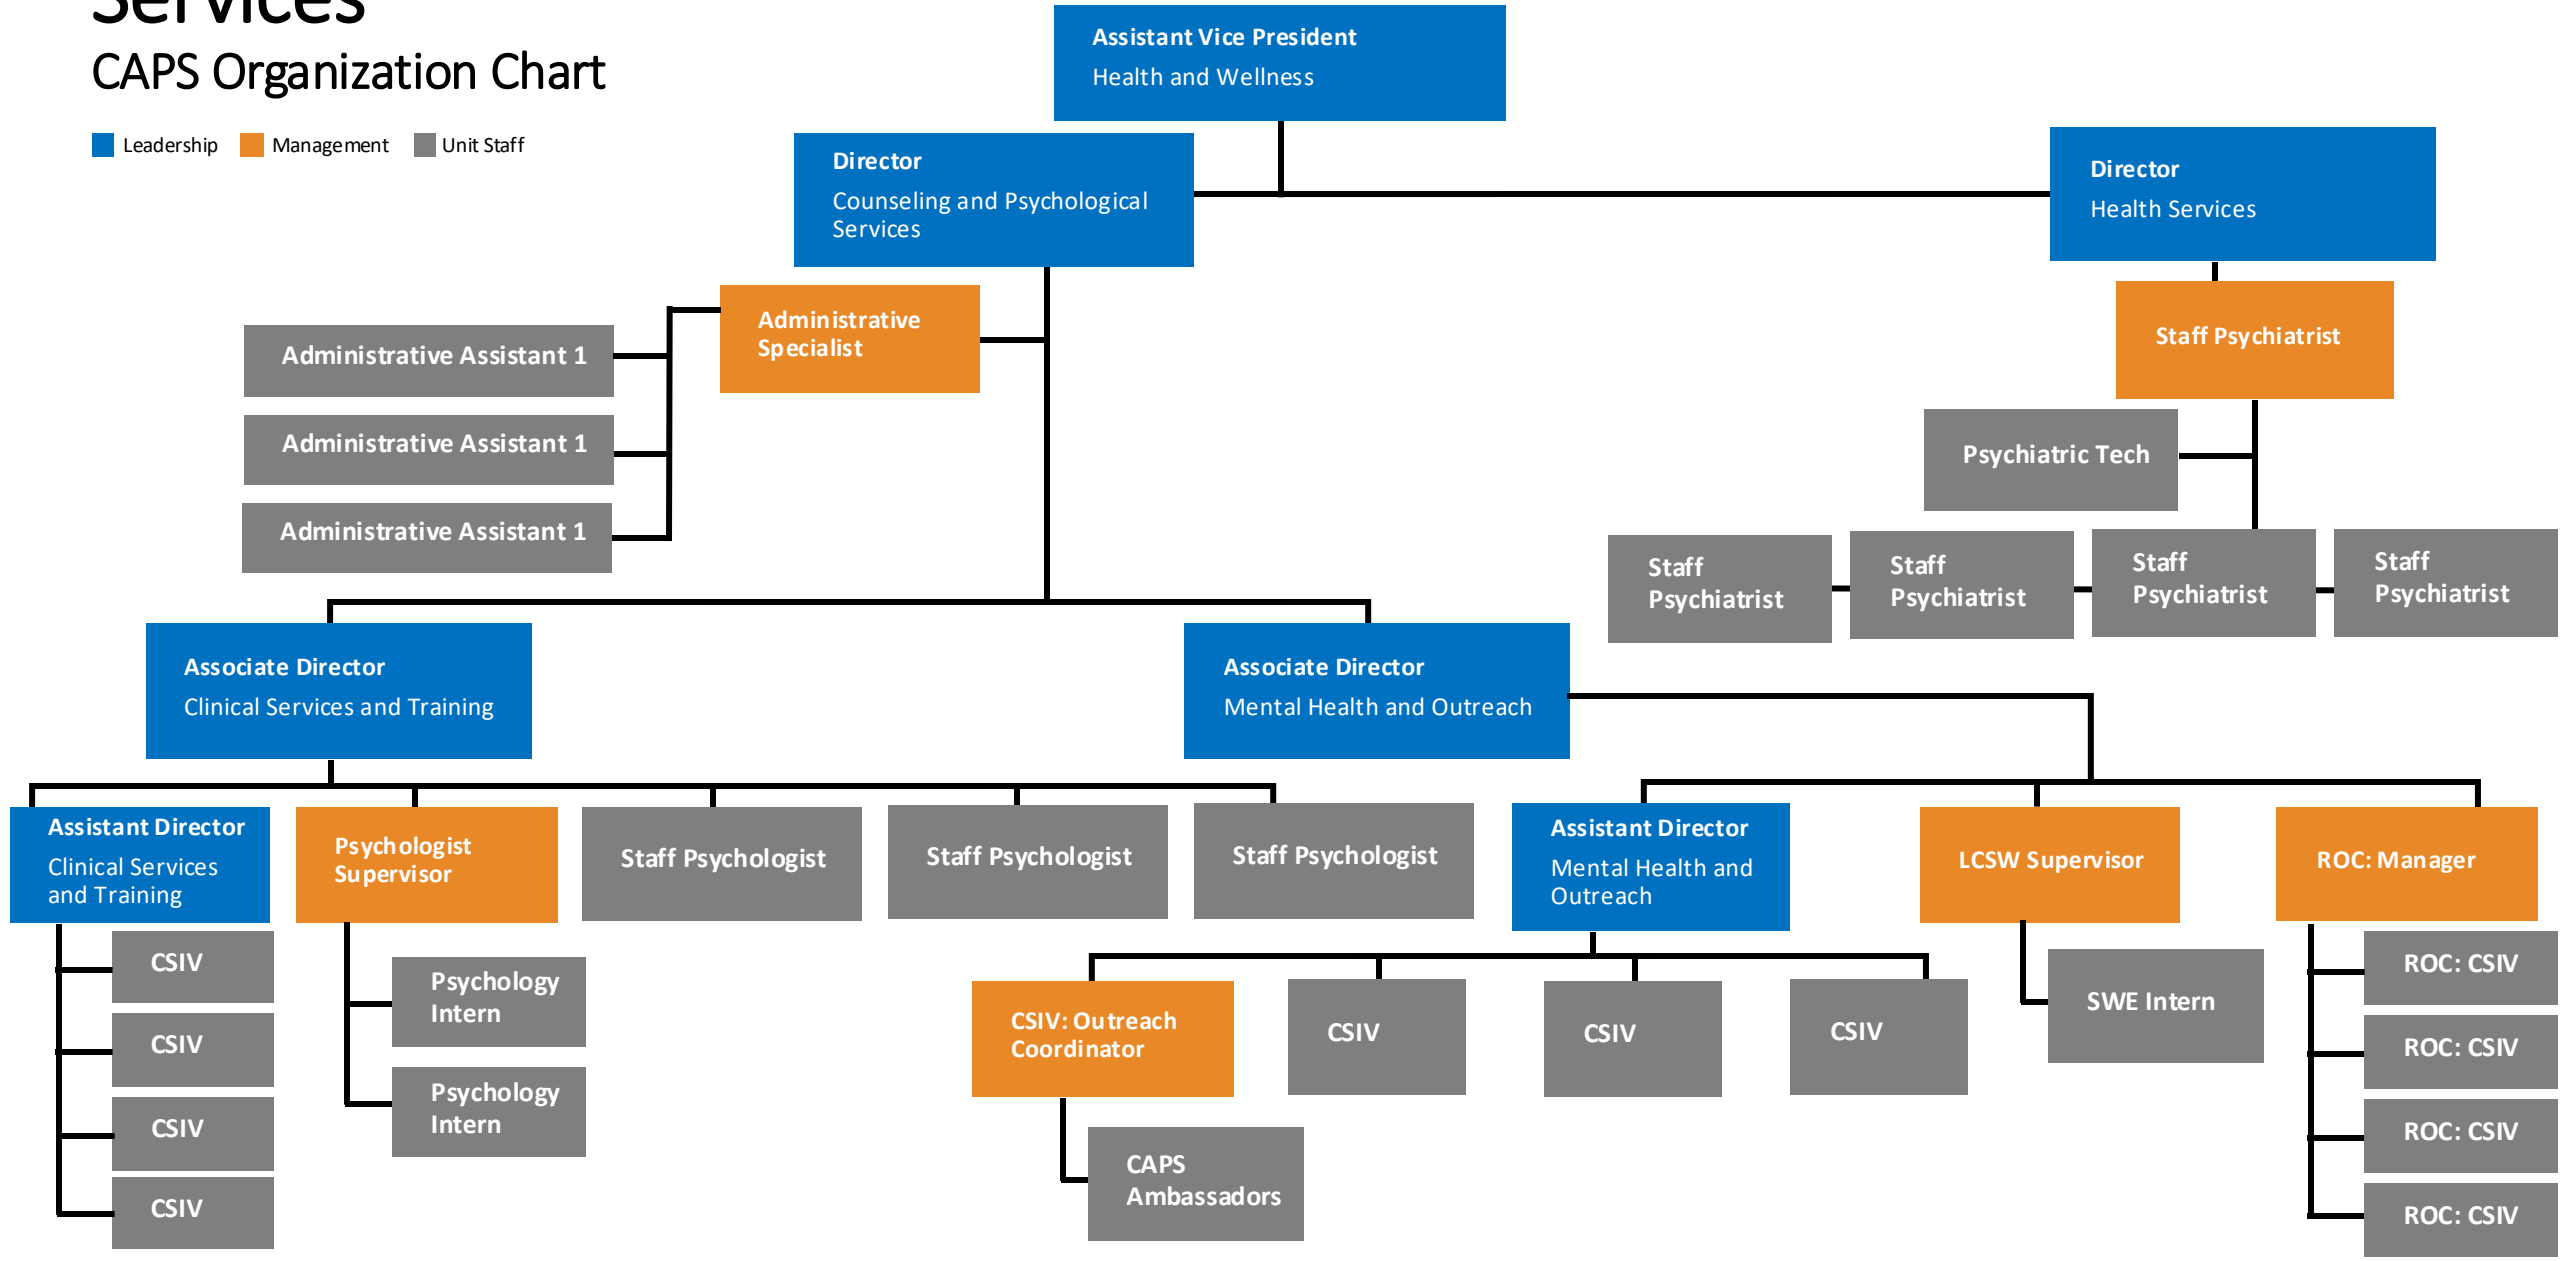 Services
CAPS Organization Chart
Leadership
Management
Unit Staff
Assistant Vice President
Health and Wellness
Director
Counseling and Psychological
Services
Director
Health Services
Administrative
Specialist
Staff Psychiatrist
Administrative Assistant 1
Administrative Assistant 1
Administrative Assistant 1
Psychiatric Tech
Staff
Psychiatrist
Staff
Psychiatrist
Staff
Psychiatrist
Staff
Psychiatrist
Associate Director
Clinical Services and Training
Associate Director
Mental Health and Outreach
Assistant Director
Clinical Services
and Training
Psychologist
Supervisor
Staff Psychologist
Staff Psychologist
Staff Psychologist
Assistant Director
Mental Health and
Outreach
LCSW Supervisor
ROC: Manager
CSIV
CSIV
CSIV
CSIV
Psychology
Intern
Psychology
Intern
CSIV: Outreach
Coordinator
CSIV
CSIV
CSIV
CAPS
Ambassadors
SWE Intern
ROC: CSIV
ROC: CSIV
ROC: CSIV
ROC: CSIV